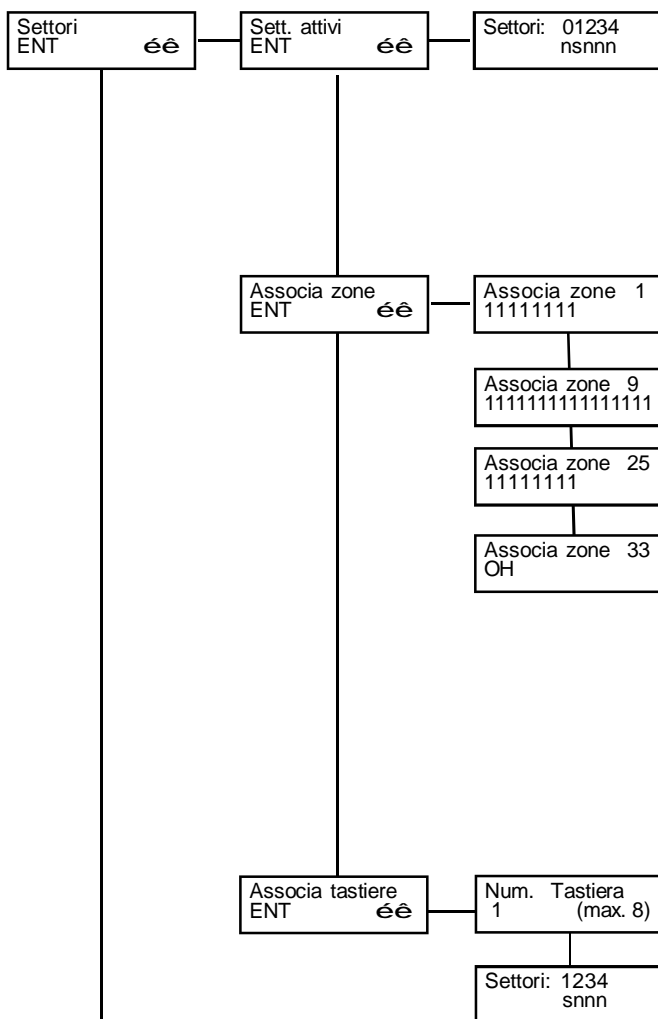 Settori
ENT éê
Sett. attivi
ENT éê
Settori: 01234
nsnnn
Associa zone
ENT éê
Associa zone 1
11111111
Associa zone 9
1111111111111111
Associa zone 25
11111111
Associa zone 33
OH
Associa tastiere
ENT éê
Num. Tastiera
1 (max. 8)
Settori: 1234
snnn